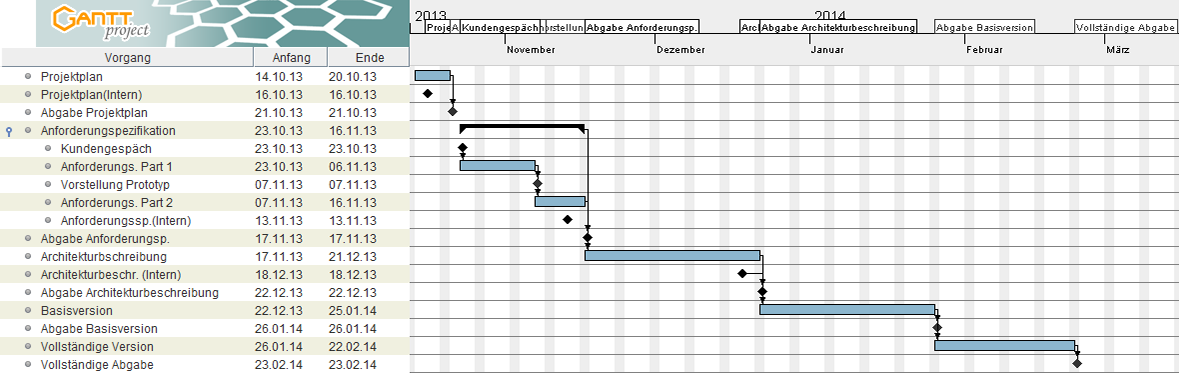 GANTT project
2013 2014
Proje A Kundengespäch orstellun Abgabe Anforderungsp. Arc Abgabe Architekturbeschreibung Abgabe Basisversion Vollständige Abgabe
November Dezember Januar Februar März
Vorgang Anfang Ende
Projektplan 14.10.13 20.10.13
Projektplan(Intern) 16.10.13 16.10.13
Abgabe Projektplan 21.10.13 21.10.13
Anforderungspezifikation 23.10.13 16.11.13
Kundengespäch 23.10.13 23.10.13
Anforderungs. Part 1 23.10.13 06.11.13
Vorstellung Prototyp 07.11.13 07.11.13
Anforderungs. Part 2 07.11.13 16.11.13
Anforderungssp.(Intern) 13.11.13 13.11.13
Abgabe Anforderungsp. 17.11.13 17.11.13
Architekturbschreibung 17.11.13 21.12.13
Architekturbeschr. (Intern) 18.12.13 18.12.13
Abgabe Architekturbeschreibung 22.12.13 22.12.13
Basisversion 22.12.13 25.01.14
Abgabe Basisversion 26.01.14 26.01.14
Vollständige Version 26.01.14 22.02.14
Vollständige Abgabe 23.02.14 23.02.14